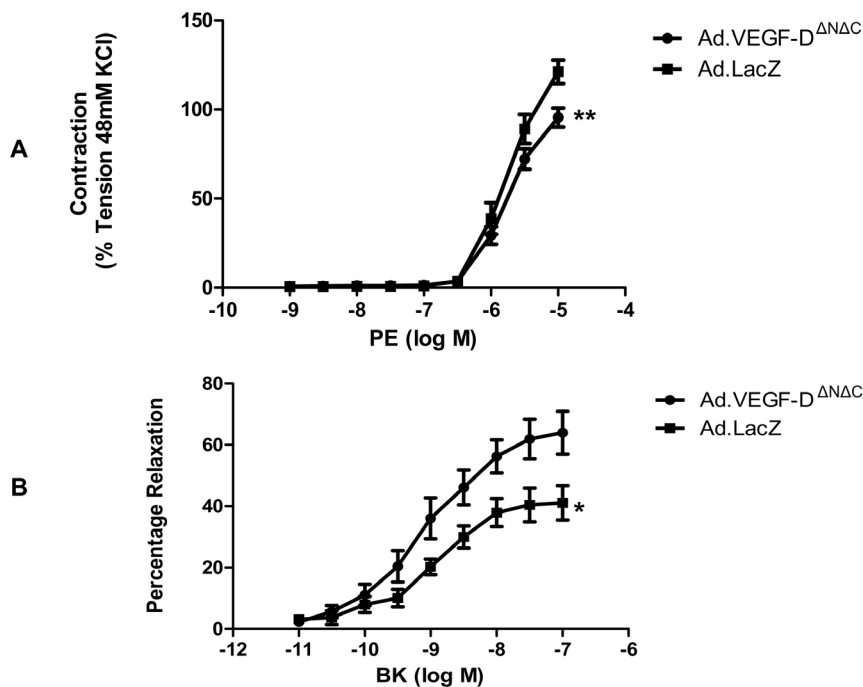 A
Contraction
(% Tension 48mM KCl)
150
100
50
0
-10 -9 -8 -7 -6 -5 -4
PE (log M)
**
Ad.VEGF-D^ΔNΔC
Ad.LacZ
B
Percentage Relaxation
80
60
40
20
0
-12 -11 -10 -9 -8 -7 -6
BK (log M)
*
Ad.VEGF-D^ΔNΔC
Ad.LacZ